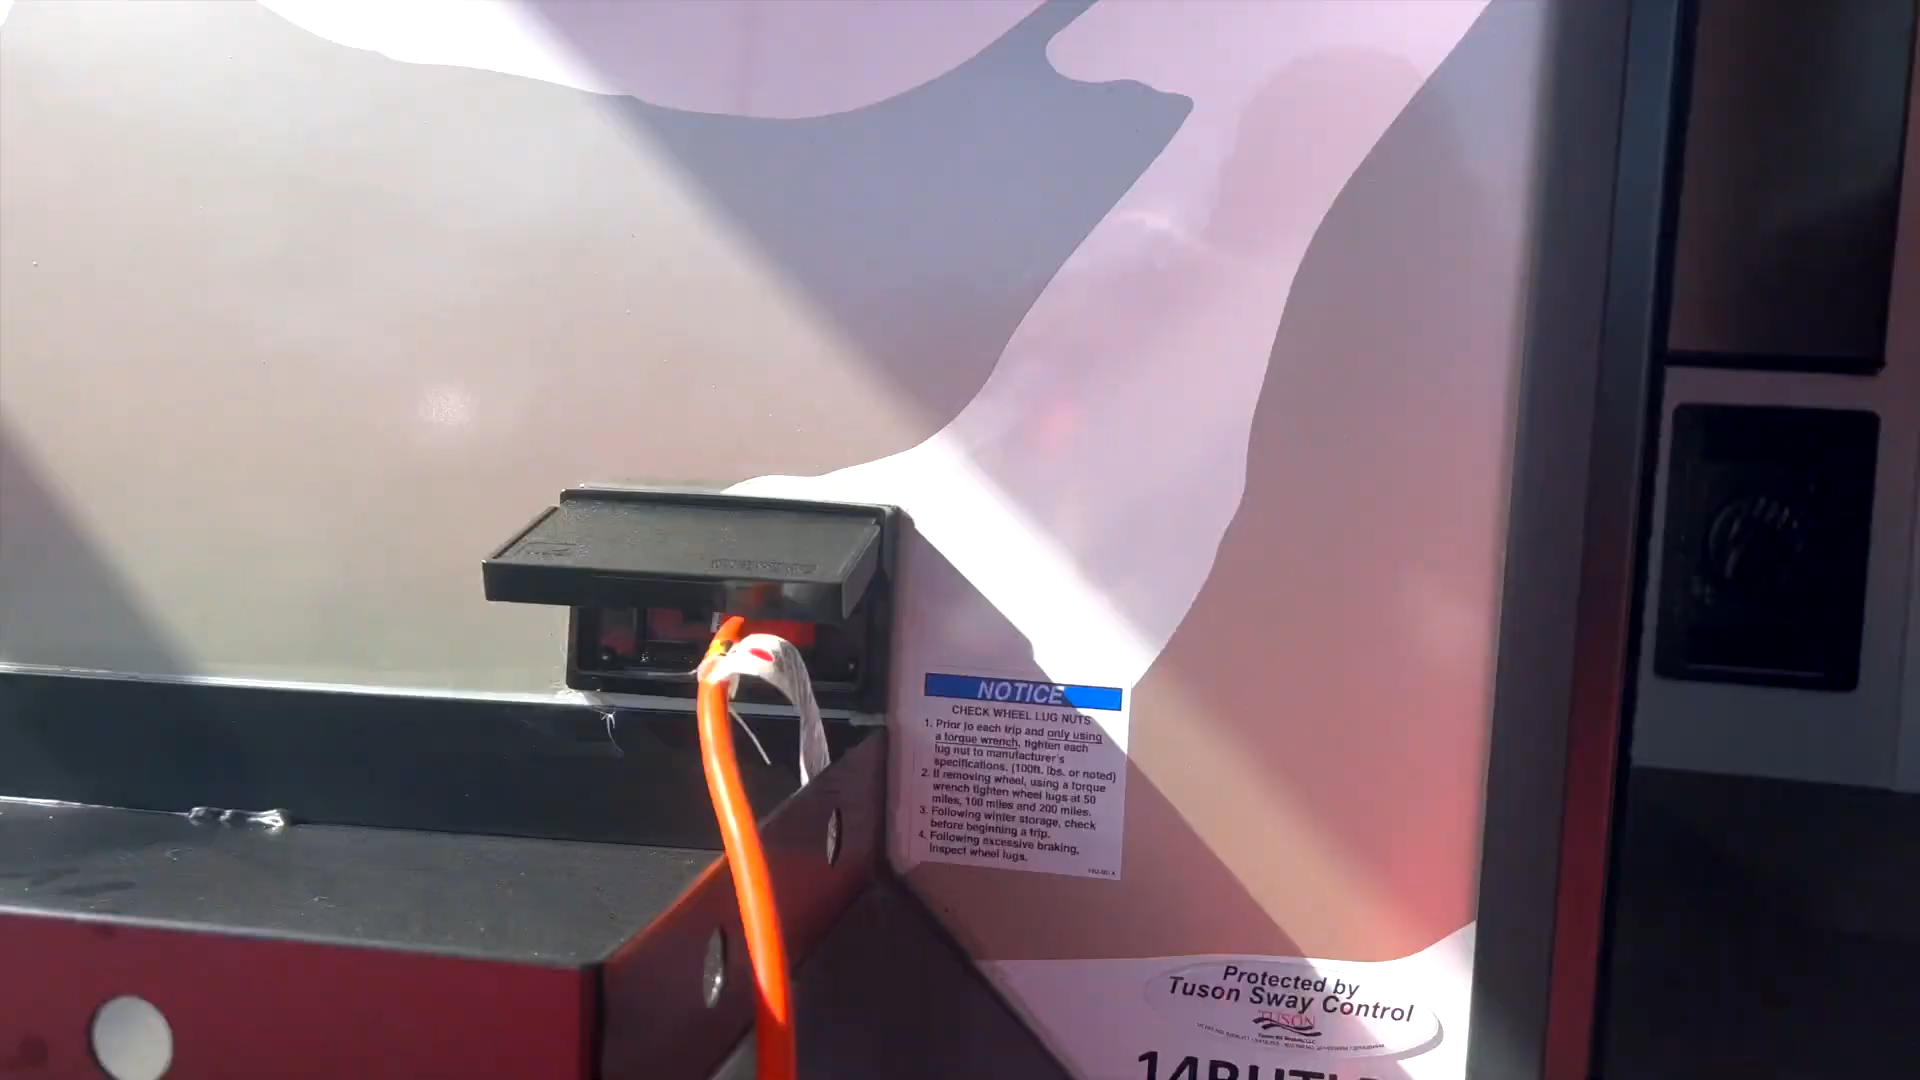 NOTICE
CHECK WHEEL LUG NUTS
1. Prior to each trip and only using
a torque wrench, tighten each
lug nut to manufacturer's
specifications. (100ft. lbs. or noted)
2. If removing wheel, using a torque
wrench tighten wheel lugs at 50
miles, 100 miles and 200 miles.
3. Following winter storage, check
before beginning a trip.
4. Following excessive braking,
inspect wheel lugs.
Protected by
Tuson Sway Control
TUSON